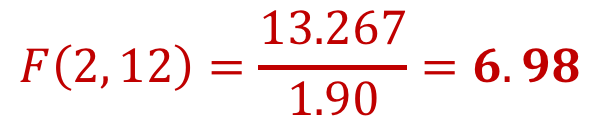 F(2,12) = 13.267 / 1.90 = 6.98